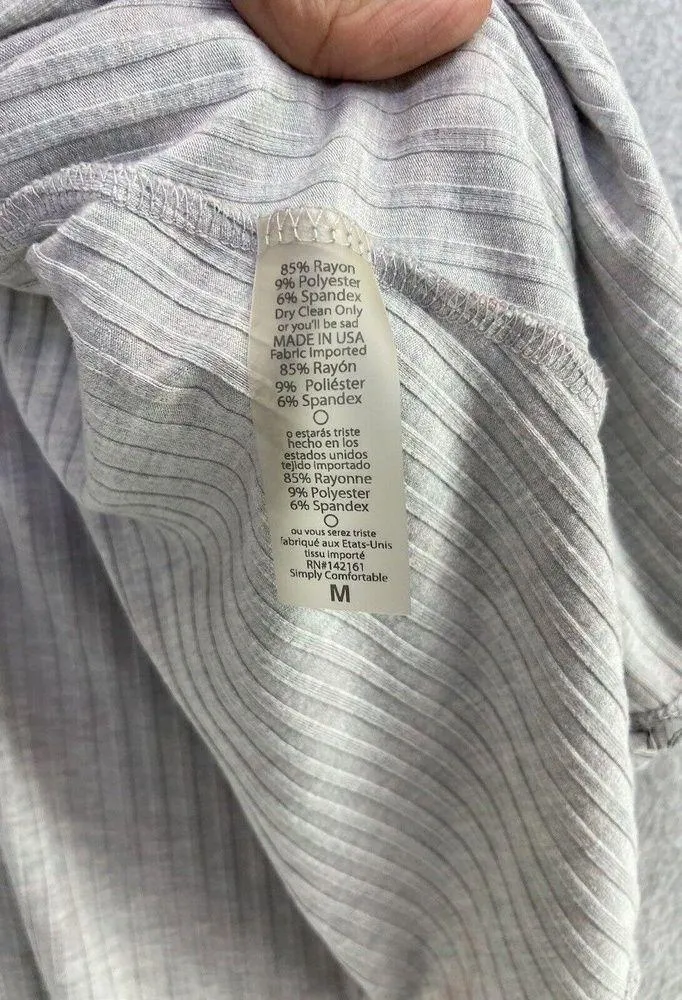 85% Rayon
9% Polyester
6% Spandex
Dry Clean Only
or you'll be sad
MADE IN USA
Fabric Imported
85% Rayón
9% Poliéster
6% Spandex
o estarás triste
hecho en los
estados unidos
tejido importado
85% Rayonne
9% Polyester
6% Spandex
ou vous serez triste
fabriqué aux Etats-Unis
tissu importé
RN#142161
Simply Comfortable
M